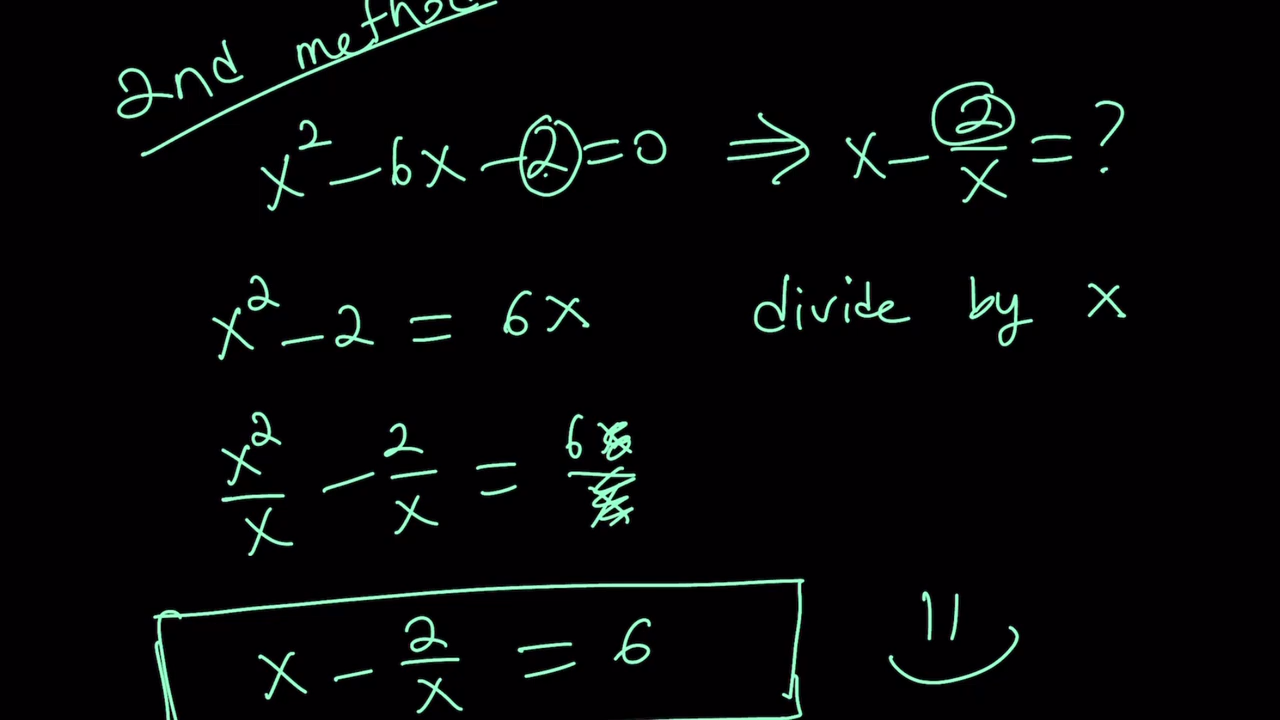 2nd method
x² - 6x - 2 = 0 ⇒ x - 2/x = ?
x² - 2 = 6x divide by x
x²/x - 2/x = 6x/x
x - 2/x = 6